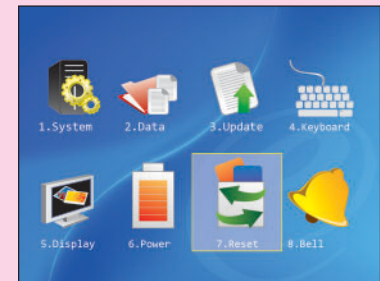 1.System
2.Data
3.Update
4.Keyboard
5.Display
6.Power
7.Reset
8.Bell